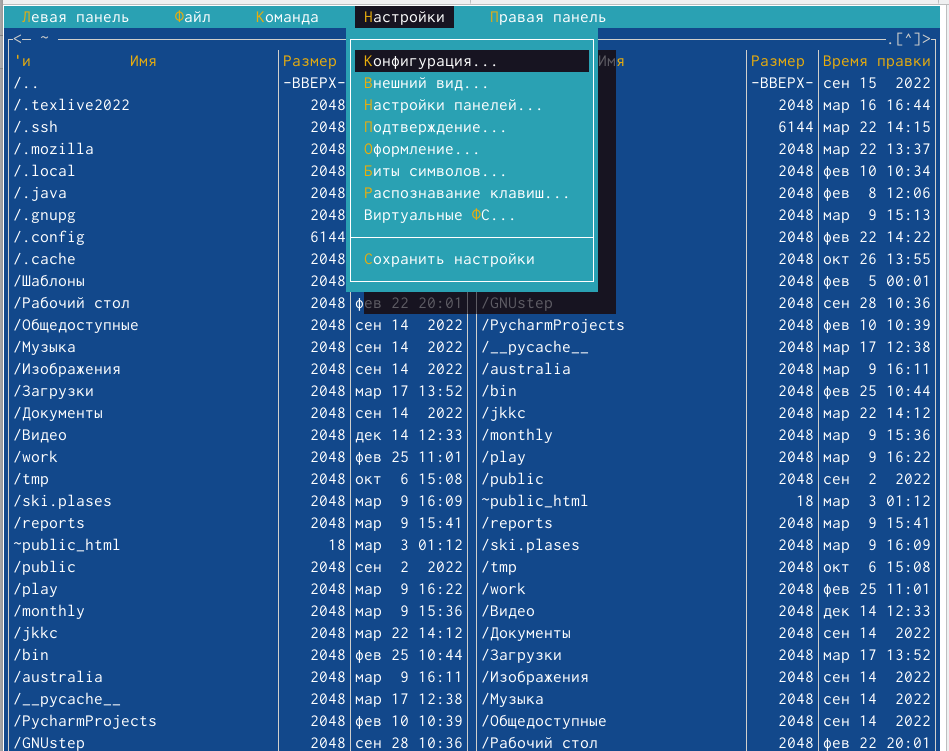 Левая панель Файл Команда Настройки Правая панель
<— ~ .[^]>
'и Имя Размер Конфигурация... Имя Размер Время правки
/.. -ВВЕРХ- Внешний вид... -ВВЕРХ- сен 15 2022
/.texlive2022 2048 Настройки панелей... 2048 мар 16 16:44
/.ssh 2048 Подтверждение... 6144 мар 22 14:15
/.mozilla 2048 Оформление... 2048 мар 22 13:37
/.local 2048 Биты символов... 2048 фев 10 10:34
/.java 2048 Распознавание клавиш... 2048 фев 8 12:06
/.gnupg 2048 Виртуальные ФС... 2048 мар 9 15:13
/.config 6144 2048 фев 22 14:22
/.cache 2048 Сохранить настройки 2048 окт 26 13:55
/Шаблоны 2048 2048 фев 5 00:01
/Рабочий стол 2048 фев 22 20:01 /GNUstep 2048 сен 28 10:36
/Общедоступные 2048 сен 14 2022 /PycharmProjects 2048 фев 10 10:39
/Музыка 2048 сен 14 2022 /__pycache__ 2048 мар 17 12:38
/Изображения 2048 сен 14 2022 /australia 2048 мар 9 16:11
/Загрузки 2048 мар 17 13:52 /bin 2048 фев 25 10:44
/Документы 2048 сен 14 2022 /jkkc 2048 мар 22 14:12
/Видео 2048 дек 14 12:33 /monthly 2048 мар 9 15:36
/work 2048 фев 25 11:01 /play 2048 мар 9 16:22
/tmp 2048 окт 6 15:08 /public 2048 сен 2 2022
/ski.plases 2048 мар 9 16:09 ~public_html 18 мар 3 01:12
/reports 2048 мар 9 15:41 /reports 2048 мар 9 15:41
~public_html 18 мар 3 01:12 /ski.plases 2048 мар 9 16:09
/public 2048 сен 2 2022 /tmp 2048 окт 6 15:08
/play 2048 мар 9 16:22 /work 2048 фев 25 11:01
/monthly 2048 мар 9 15:36 /Видео 2048 дек 14 12:33
/jkkc 2048 мар 22 14:12 /Документы 2048 сен 14 2022
/bin 2048 фев 25 10:44 /Загрузки 2048 мар 17 13:52
/australia 2048 мар 9 16:11 /Изображения 2048 сен 14 2022
/__pycache__ 2048 мар 17 12:38 /Музыка 2048 сен 14 2022
/PycharmProjects 2048 фев 10 10:39 /Общедоступные 2048 сен 14 2022
/GNUstep 2048 сен 28 10:36 /Рабочий стол 2048 фев 22 20:01